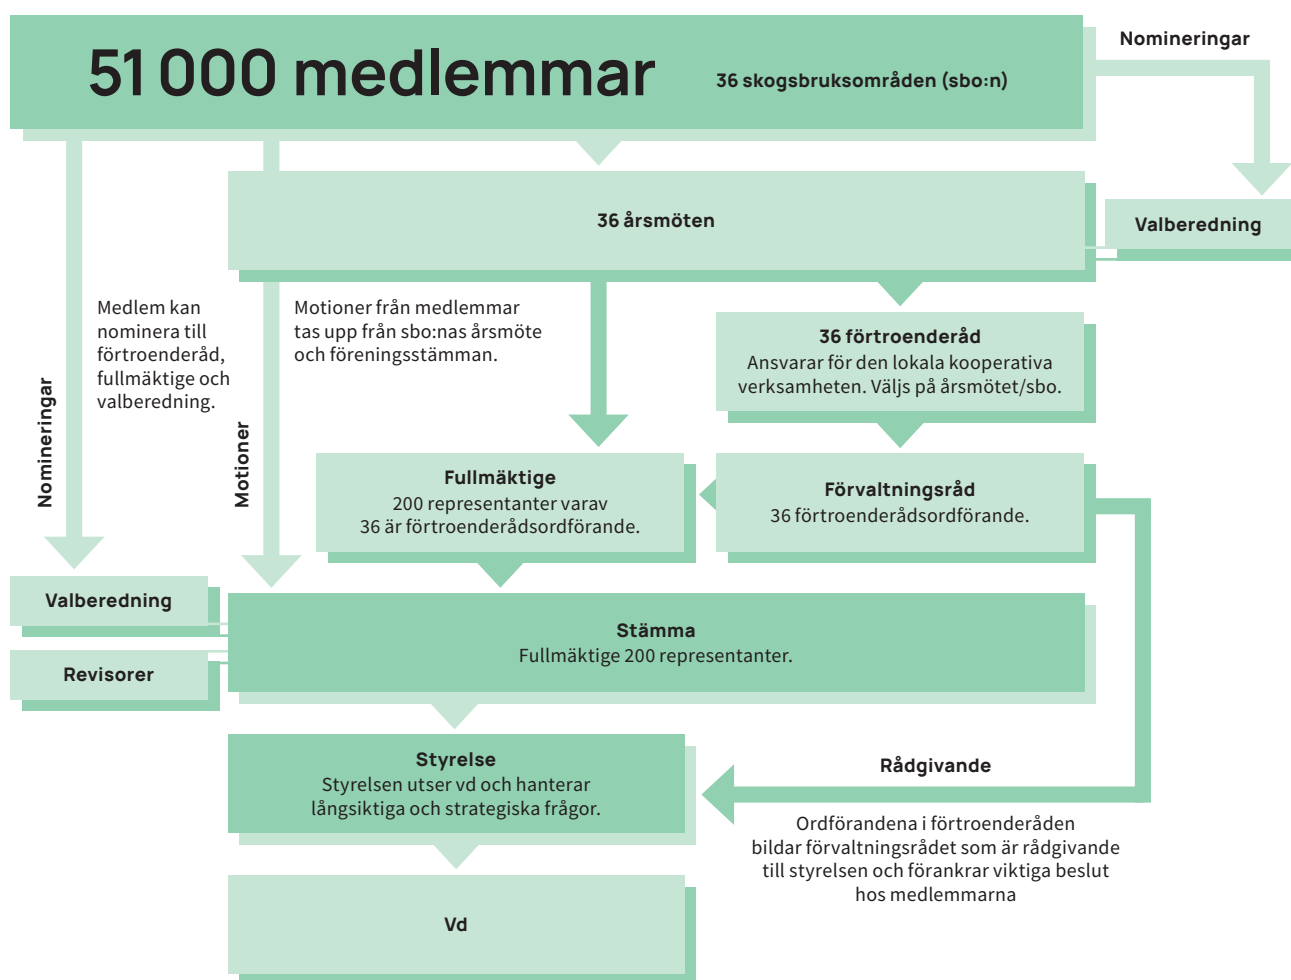 51 000 medlemmar
36 skogsbruksområden (sbo:n)
Nomineringar
36 årsmöten
Valberedning
Medlem kan
nominera till
förtroenderåd,
fullmäktige och
valberedning.
Nomineringar
Motioner från medlemmar
tas upp från sbo:nas årsmöte
och föreningsstämman.
Motioner
36 förtroenderåd
Ansvarar för den lokala kooperativa
verksamheten. Väljs på årsmötet/sbo.
Fullmäktige
200 representanter varav
36 är förtroenderådsordförande.
Förvaltningsråd
36 förtroenderådsordförande.
Valberedning
Revisorer
Stämma
Fullmäktige 200 representanter.
Styrelse
Styrelsen utser vd och hanterar
långsiktiga och strategiska frågor.
Rådgivande
Ordförandena i förtroenderåden
bildar förvaltningsrådet som är rådgivande
till styrelsen och förankrar viktiga beslut
hos medlemmarna
Vd